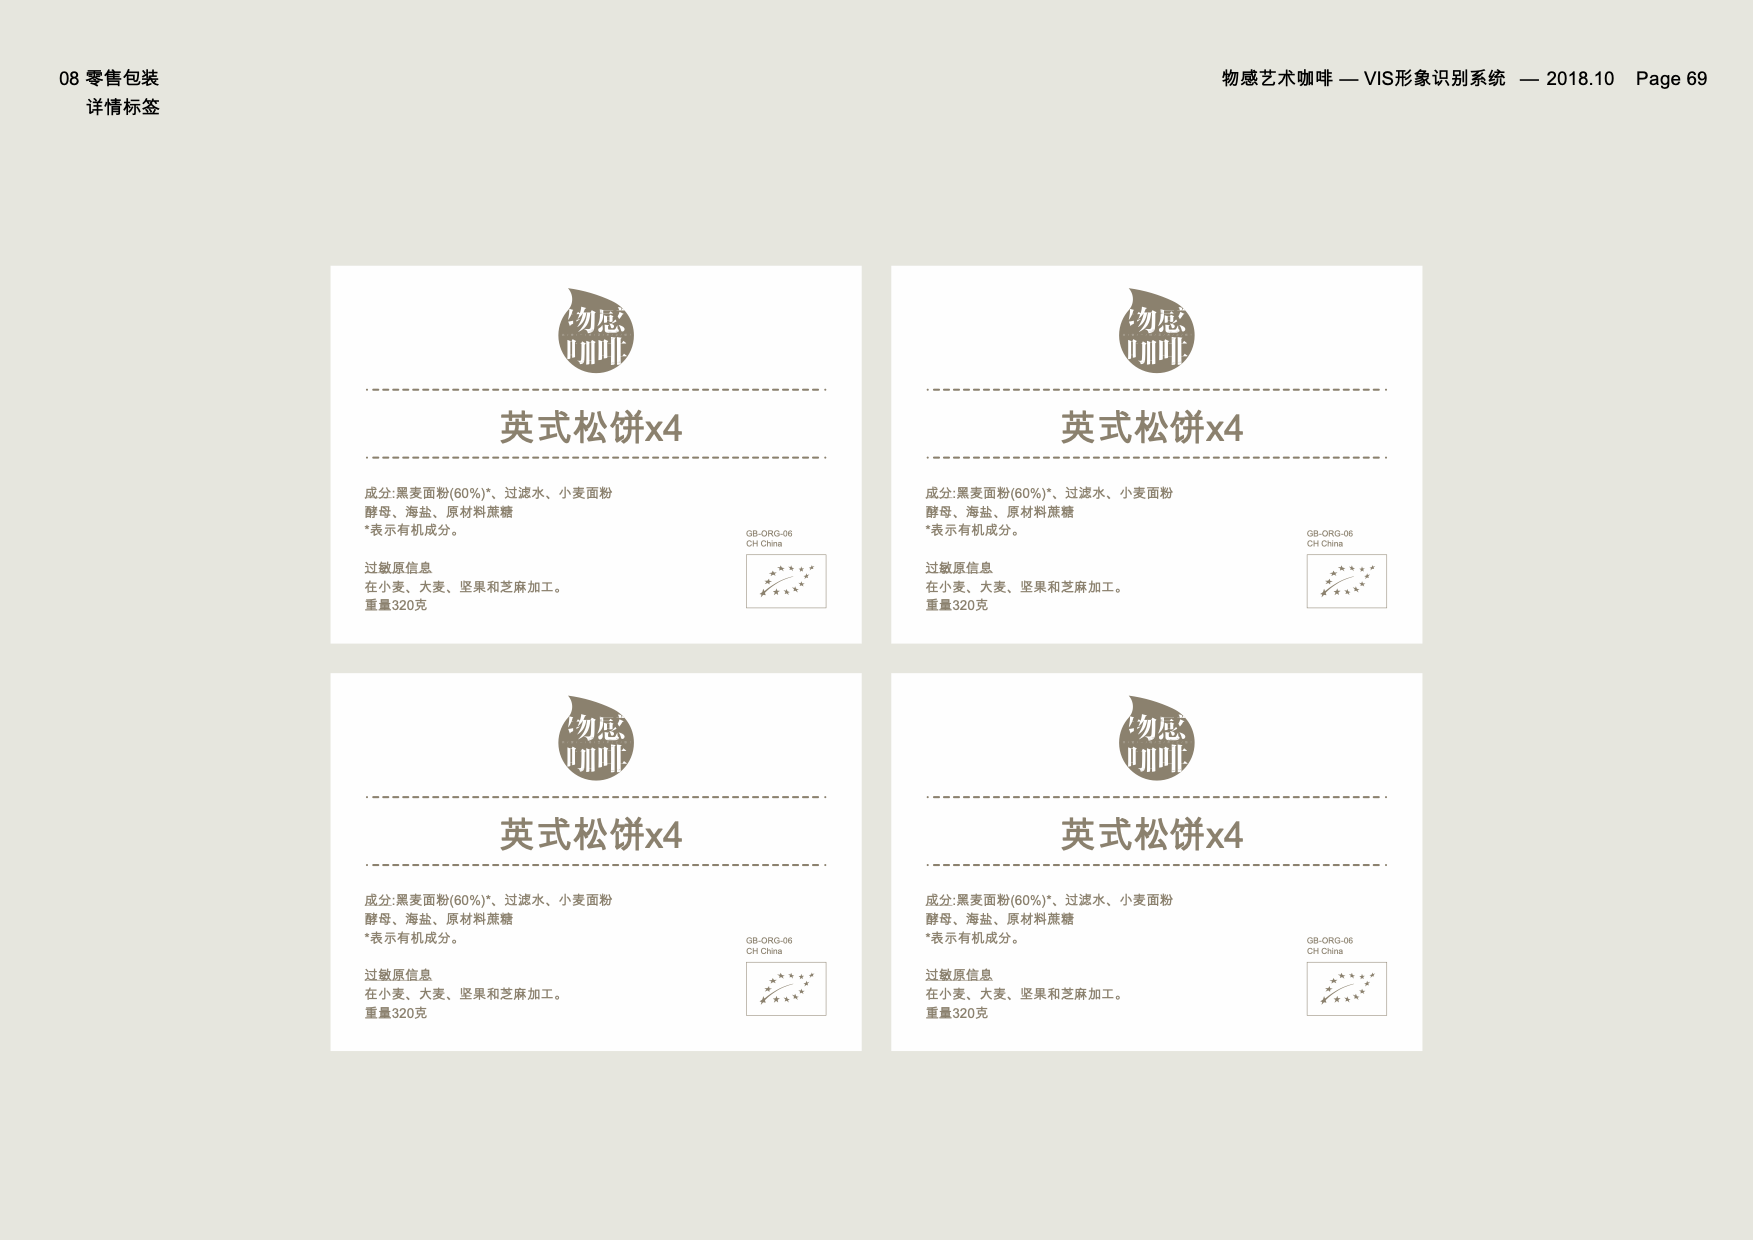 08 零售包装
详情标签
物感艺术咖啡 — VIS形象识别系统 — 2018.10 Page 69
物感
咖啡
英式松饼x4
成分:黑麦面粉(60%)*、过滤水、小麦面粉
酵母、海盐、原材料蔗糖
*表示有机成分。
过敏原信息
在小麦、大麦、坚果和芝麻加工。
重量320克
GB-ORG-06
CH China
物感
咖啡
英式松饼x4
成分:黑麦面粉(60%)*、过滤水、小麦面粉
酵母、海盐、原材料蔗糖
*表示有机成分。
过敏原信息
在小麦、大麦、坚果和芝麻加工。
重量320克
GB-ORG-06
CH China
物感
咖啡
英式松饼x4
成分:黑麦面粉(60%)*、过滤水、小麦面粉
酵母、海盐、原材料蔗糖
*表示有机成分。
过敏原信息
在小麦、大麦、坚果和芝麻加工。
重量320克
GB-ORG-06
CH China
物感
咖啡
英式松饼x4
成分:黑麦面粉(60%)*、过滤水、小麦面粉
酵母、海盐、原材料蔗糖
*表示有机成分。
过敏原信息
在小麦、大麦、坚果和芝麻加工。
重量320克
GB-ORG-06
CH China